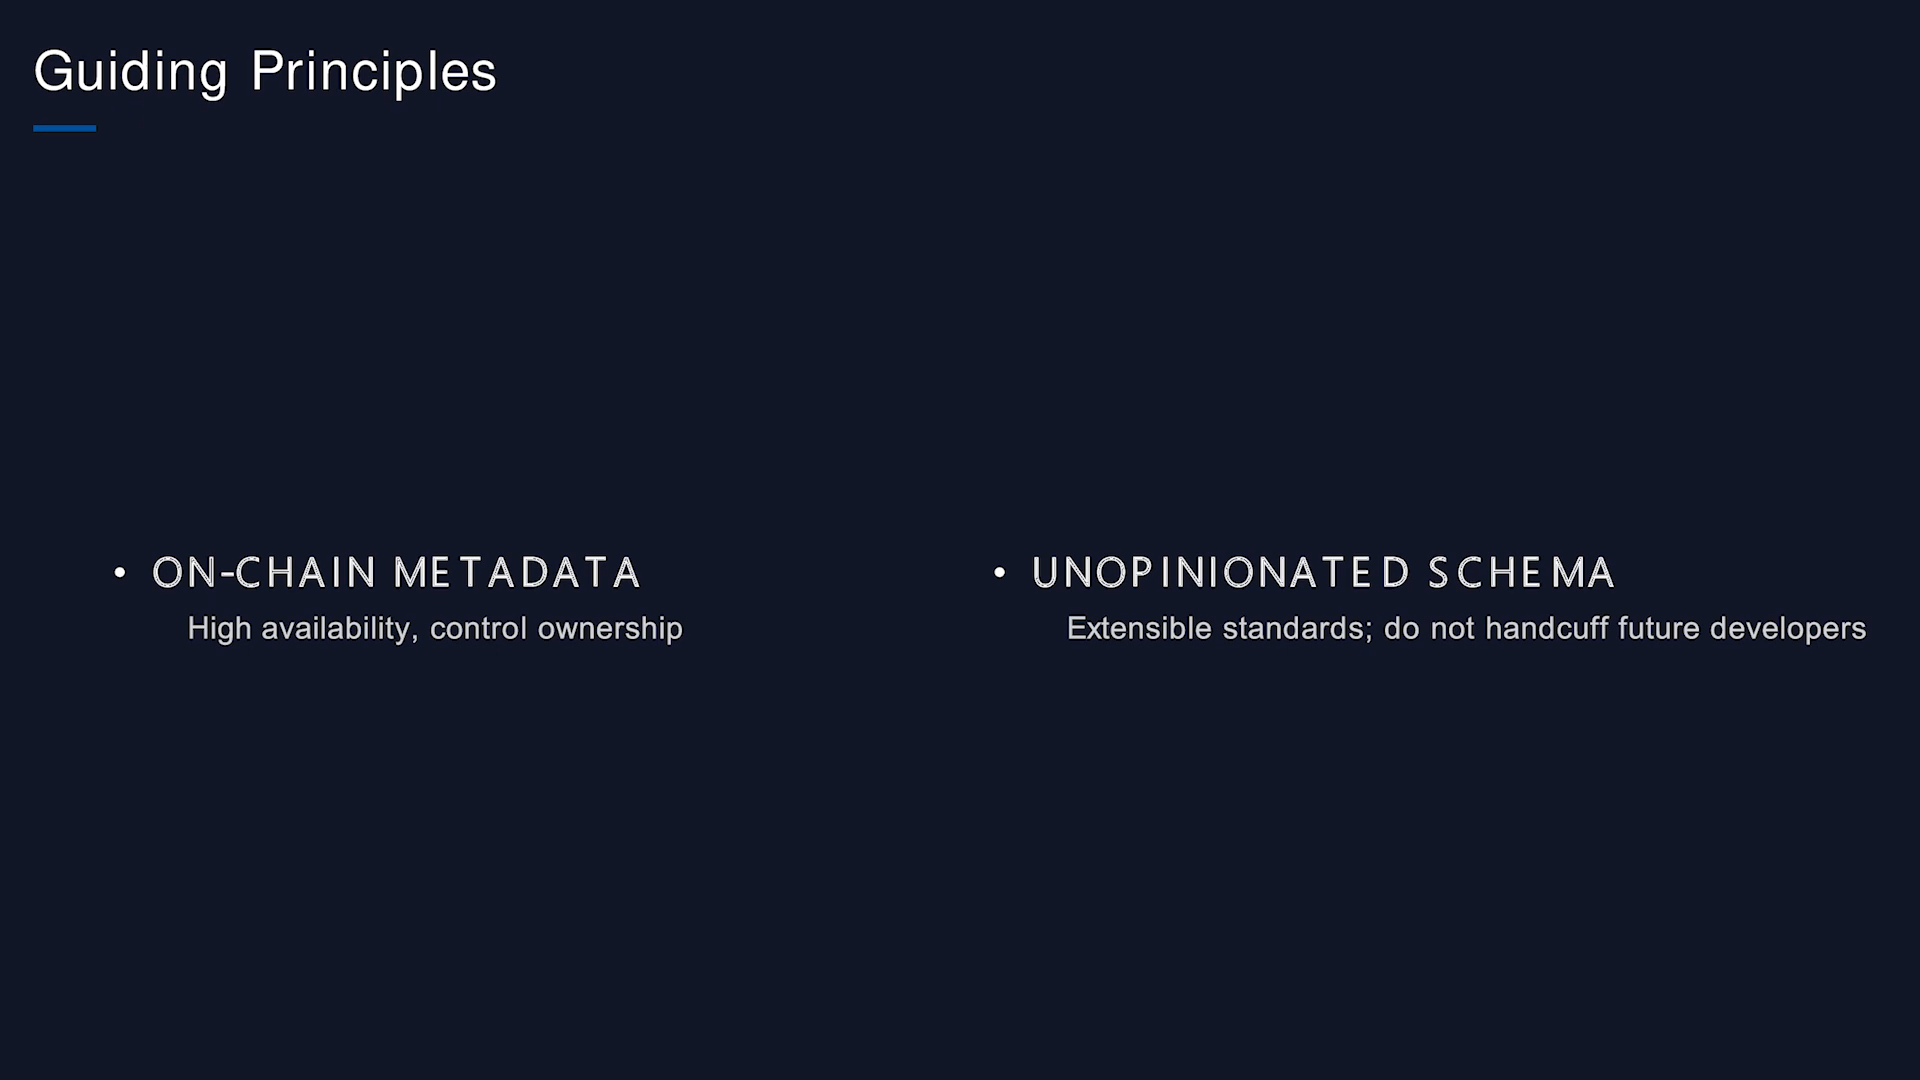 Guiding Principles
• ON-CHAIN METADATA
High availability, control ownership
• UNOPINIONATED SCHEMA
Extensible standards; do not handcuff future developers